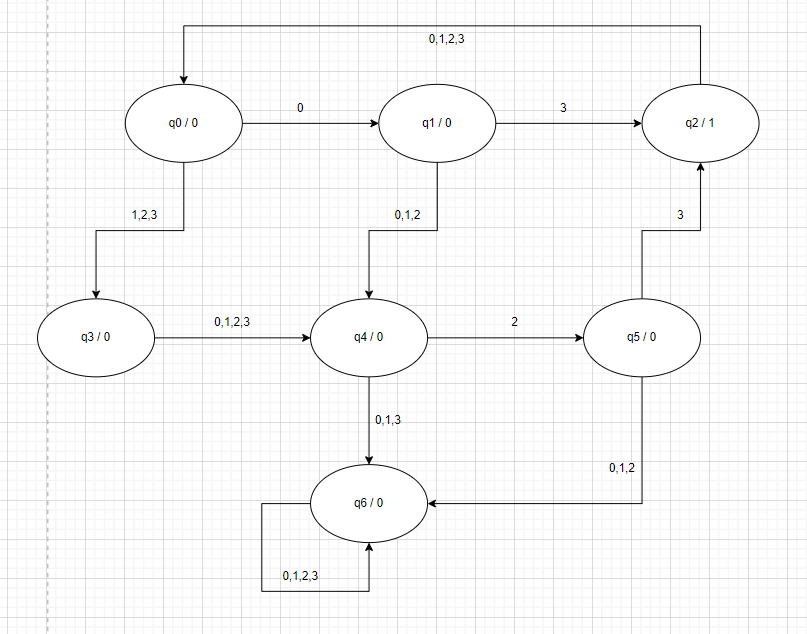 0,1,2,3
q0 / 0
0
q1 / 0
3
q2 / 1
1,2,3
0,1,2
3
q3 / 0
0,1,2,3
q4 / 0
2
q5 / 0
0,1,3
0,1,2
q6 / 0
0,1,2,3